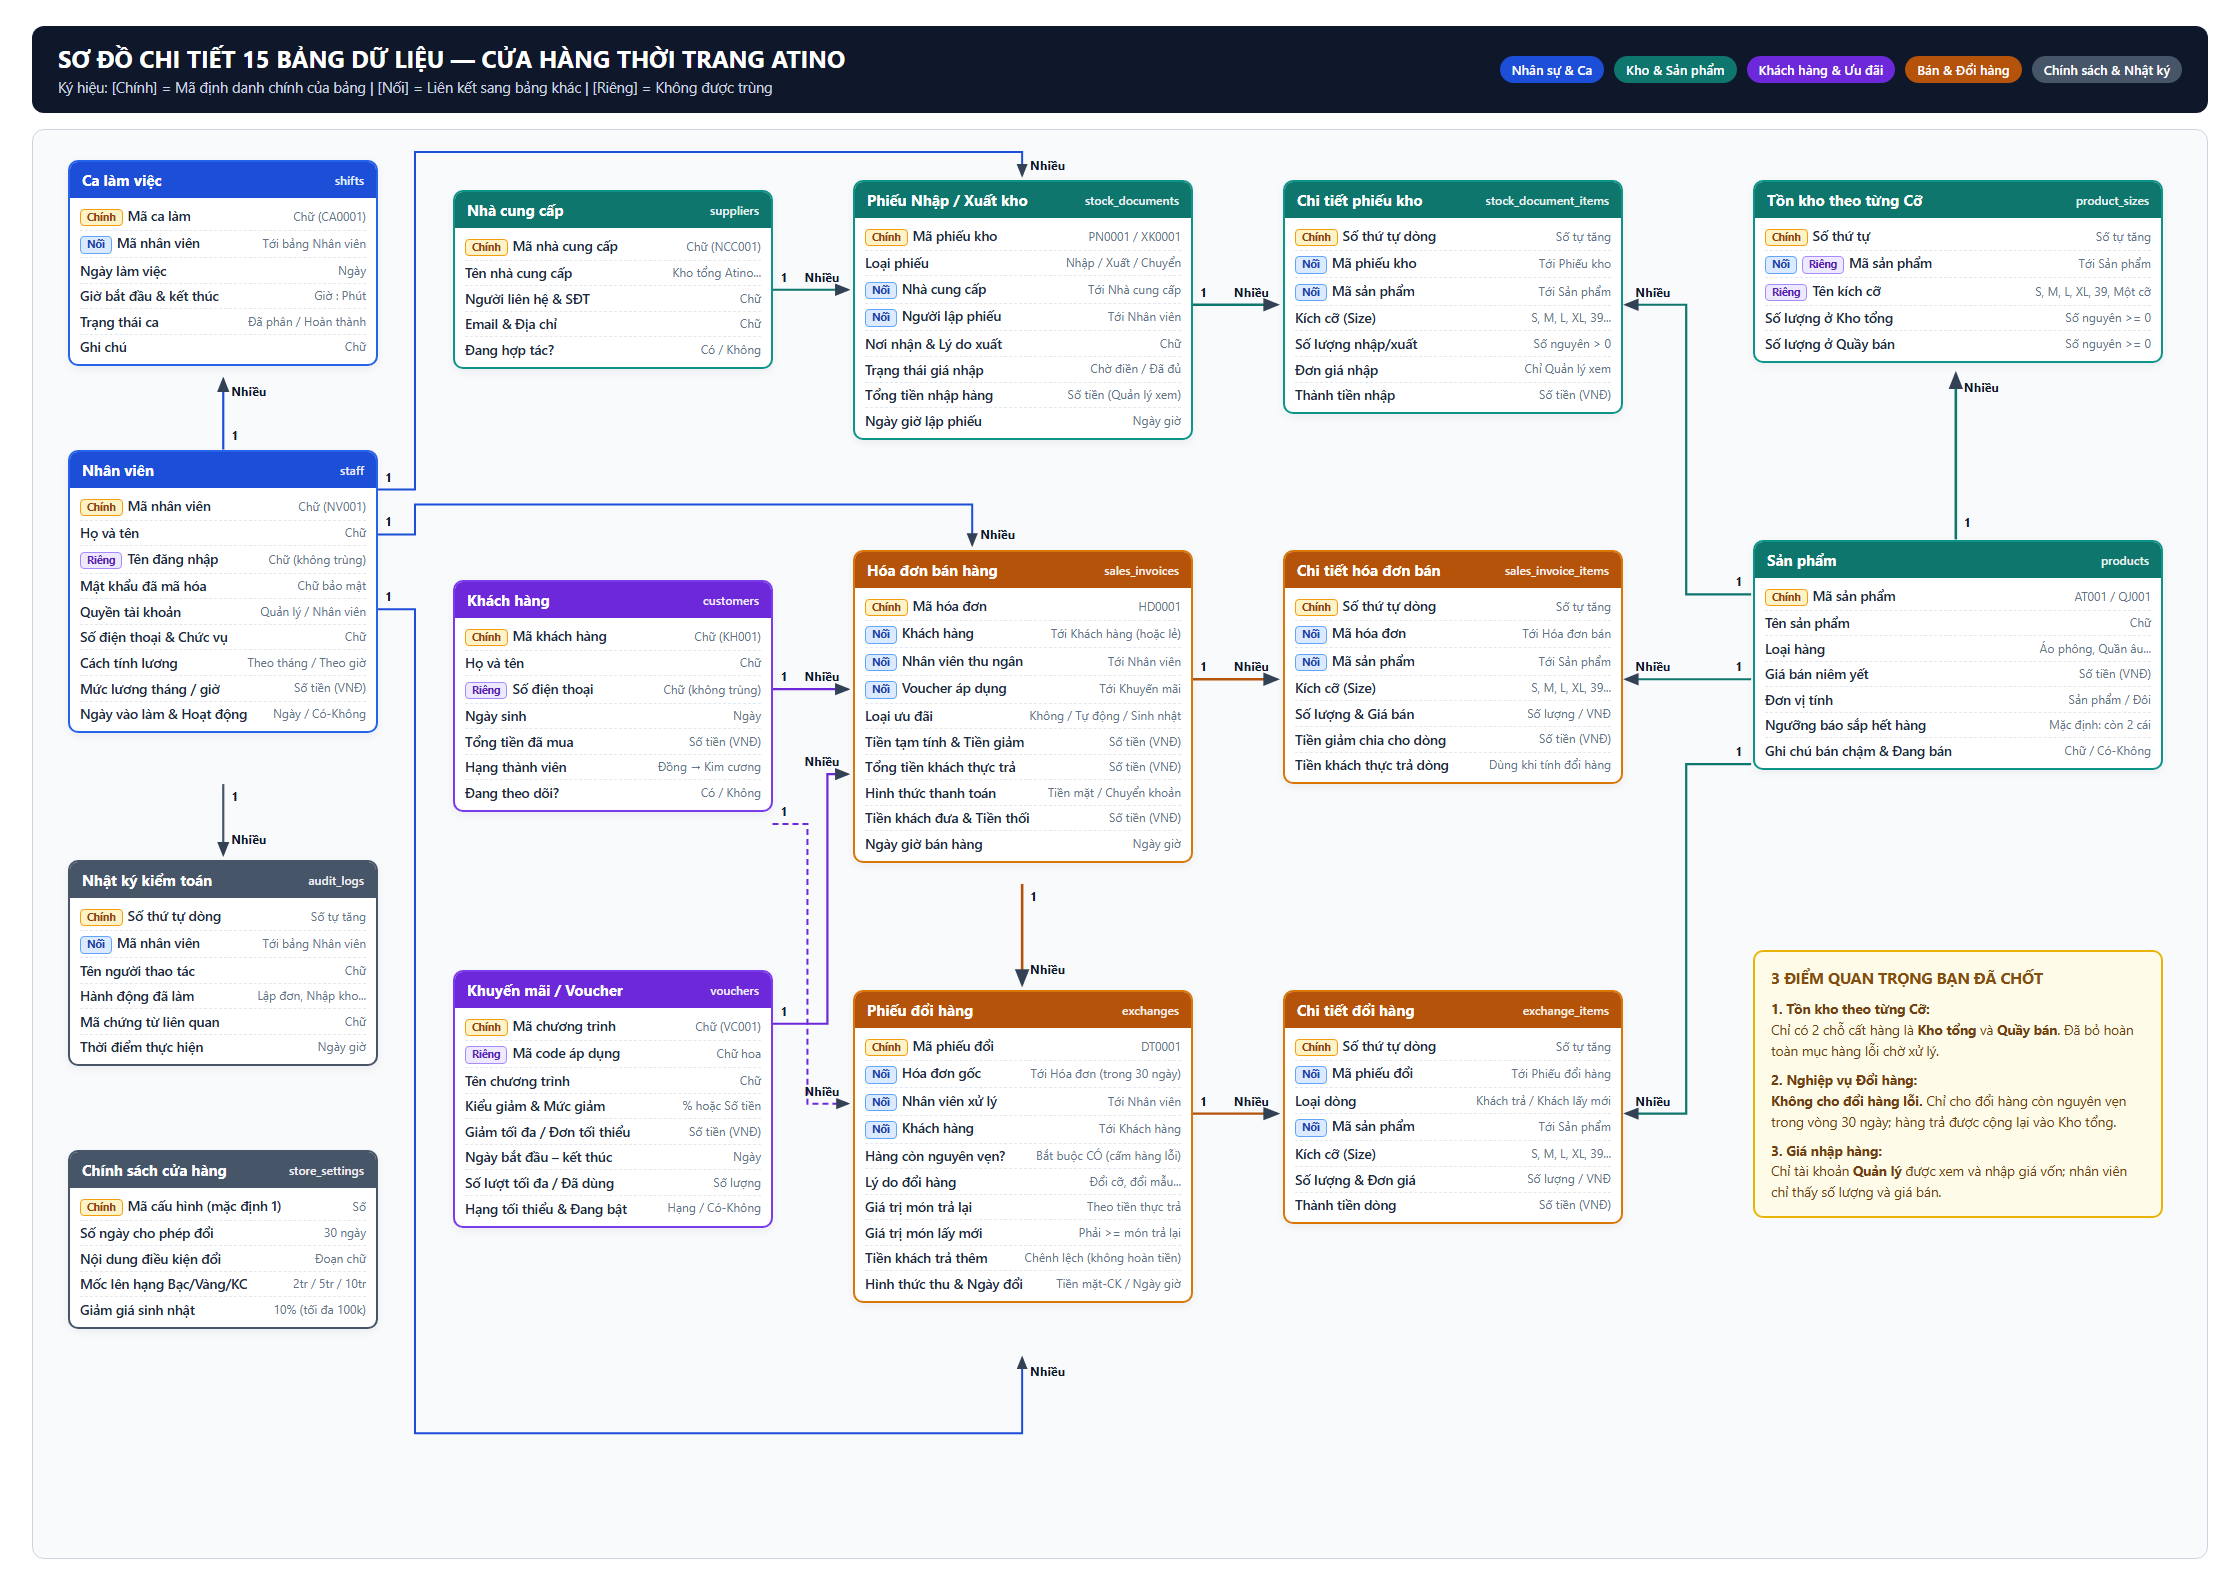 SƠ ĐỒ CHI TIẾT 15 BẢNG DỮ LIỆU — CỬA HÀNG THỜI TRANG ATINO
Ký hiệu: [Chính] = Mã định danh chính của bảng | [Nối] = Liên kết sang bảng khác | [Riêng] = Không được trùng
Nhân sự & Ca
Kho & Sản phẩm
Khách hàng & Ưu đãi
Bán & Đổi hàng
Chính sách & Nhật ký
Ca làm việc shifts
Chính Mã ca làm Chữ (CA0001)
Nối Mã nhân viên Tới bảng Nhân viên
Ngày làm việc Ngày
Giờ bắt đầu & kết thúc Giờ : Phút
Trạng thái ca Đã phân / Hoàn thành
Ghi chú Chữ
Nhiều
1
Nhân viên staff
Chính Mã nhân viên Chữ (NV001)
Họ và tên Chữ
Riêng Tên đăng nhập Chữ (không trùng)
Mật khẩu đã mã hóa Chữ bảo mật
Quyền tài khoản Quản lý / Nhân viên
Số điện thoại & Chức vụ Chữ
Cách tính lương Theo tháng / Theo giờ
Mức lương tháng / giờ Số tiền (VNĐ)
Ngày vào làm & Hoạt động Ngày / Có-Không
1
1
1
1
Nhiều
Nhật ký kiểm toán audit_logs
Chính Số thứ tự dòng Số tự tăng
Nối Mã nhân viên Tới bảng Nhân viên
Tên người thao tác Chữ
Hành động đã làm Lập đơn, Nhập kho...
Mã chứng từ liên quan Chữ
Thời điểm thực hiện Ngày giờ
Chính sách cửa hàng store_settings
Chính Mã cấu hình (mặc định 1) Số
Số ngày cho phép đổi 30 ngày
Nội dung điều kiện đổi Đoạn chữ
Mốc lên hạng Bạc/Vàng/KC 2tr / 5tr / 10tr
Giảm giá sinh nhật 10% (tối đa 100k)
Nhà cung cấp suppliers
Chính Mã nhà cung cấp Chữ (NCC001)
Tên nhà cung cấp Kho tổng Atino...
Người liên hệ & SĐT Chữ
Email & Địa chỉ Chữ
Đang hợp tác? Có / Không
1 Nhiều
Khách hàng customers
Chính Mã khách hàng Chữ (KH001)
Họ và tên Chữ
Riêng Số điện thoại Chữ (không trùng)
Ngày sinh Ngày
Tổng tiền đã mua Số tiền (VNĐ)
Hạng thành viên Đồng → Kim cương
Đang theo dõi? Có / Không
1 Nhiều
Nhiều
1
Khuyến mãi / Voucher vouchers
Chính Mã chương trình Chữ (VC001)
Riêng Mã code áp dụng Chữ hoa
Tên chương trình Chữ
Kiểu giảm & Mức giảm % hoặc Số tiền
Giảm tối đa / Đơn tối thiểu Số tiền (VNĐ)
Ngày bắt đầu – kết thúc Ngày
Số lượt tối đa / Đã dùng Số lượng
Hạng tối thiểu & Đang bật Hạng / Có-Không
1
Nhiều
Nhiều
Phiếu Nhập / Xuất kho stock_documents
Chính Mã phiếu kho PN0001 / XK0001
Loại phiếu Nhập / Xuất / Chuyển
Nối Nhà cung cấp Tới Nhà cung cấp
Nối Người lập phiếu Tới Nhân viên
Nơi nhận & Lý do xuất Chữ
Trạng thái giá nhập Chờ điền / Đã đủ
Tổng tiền nhập hàng Số tiền (Quản lý xem)
Ngày giờ lập phiếu Ngày giờ
1 Nhiều
Nhiều
Hóa đơn bán hàng sales_invoices
Chính Mã hóa đơn HD0001
Nối Khách hàng Tới Khách hàng (hoặc lẻ)
Nối Nhân viên thu ngân Tới Nhân viên
Nối Voucher áp dụng Tới Khuyến mãi
Loại ưu đãi Không / Tự động / Sinh nhật
Tiền tạm tính & Tiền giảm Số tiền (VNĐ)
Tổng tiền khách thực trả Số tiền (VNĐ)
Hình thức thanh toán Tiền mặt / Chuyển khoản
Tiền khách đưa & Tiền thối Số tiền (VNĐ)
Ngày giờ bán hàng Ngày giờ
1 Nhiều
1
Nhiều
Phiếu đổi hàng exchanges
Chính Mã phiếu đổi DT0001
Nối Hóa đơn gốc Tới Hóa đơn (trong 30 ngày)
Nối Nhân viên xử lý Tới Nhân viên
Nối Khách hàng Tới Khách hàng
Hàng còn nguyên vẹn? Bắt buộc CÓ (cấm hàng lỗi)
Lý do đổi hàng Đổi cỡ, đổi mẫu...
Giá trị món trả lại Theo tiền thực trả
Giá trị món lấy mới Phải >= món trả lại
Tiền khách trả thêm Chênh lệch (không hoàn tiền)
Hình thức thu & Ngày đổi Tiền mặt-CK / Ngày giờ
1 Nhiều
Nhiều
Chi tiết phiếu kho stock_document_items
Chính Số thứ tự dòng Số tự tăng
Nối Mã phiếu kho Tới Phiếu kho
Nối Mã sản phẩm Tới Sản phẩm
Kích cỡ (Size) S, M, L, XL, 39...
Số lượng nhập/xuất Số nguyên > 0
Đơn giá nhập Chỉ Quản lý xem
Thành tiền nhập Số tiền (VNĐ)
Nhiều
Chi tiết hóa đơn bán sales_invoice_items
Chính Số thứ tự dòng Số tự tăng
Nối Mã hóa đơn Tới Hóa đơn bán
Nối Mã sản phẩm Tới Sản phẩm
Kích cỡ (Size) S, M, L, XL, 39...
Số lượng & Giá bán Số lượng / VNĐ
Tiền giảm chia cho dòng Số tiền (VNĐ)
Tiền khách thực trả dòng Dùng khi tính đổi hàng
Nhiều
Chi tiết đổi hàng exchange_items
Chính Số thứ tự dòng Số tự tăng
Nối Mã phiếu đổi Tới Phiếu đổi hàng
Loại dòng Khách trả / Khách lấy mới
Nối Mã sản phẩm Tới Sản phẩm
Kích cỡ (Size) S, M, L, XL, 39...
Số lượng & Đơn giá Số lượng / VNĐ
Thành tiền dòng Số tiền (VNĐ)
Nhiều
Tồn kho theo từng Cỡ product_sizes
Chính Số thứ tự Số tự tăng
Nối Riêng Mã sản phẩm Tới Sản phẩm
Riêng Tên kích cỡ S, M, L, XL, 39, Một cỡ
Số lượng ở Kho tổng Số nguyên >= 0
Số lượng ở Quầy bán Số nguyên >= 0
Nhiều
1
Sản phẩm products
Chính Mã sản phẩm AT001 / QJ001
Tên sản phẩm Chữ
Loại hàng Áo phông, Quần âu...
Giá bán niêm yết Số tiền (VNĐ)
Đơn vị tính Sản phẩm / Đôi
Ngưỡng báo sắp hết hàng Mặc định: còn 2 cái
Ghi chú bán chậm & Đang bán Chữ / Có-Không
1
1
1
3 ĐIỂM QUAN TRỌNG BẠN ĐÃ CHỐT
1. Tồn kho theo từng Cỡ:
Chỉ có 2 chỗ cất hàng là Kho tổng và Quầy bán. Đã bỏ hoàn
toàn mục hàng lỗi chờ xử lý.
2. Nghiệp vụ Đổi hàng:
Không cho đổi hàng lỗi. Chỉ cho đổi hàng còn nguyên vẹn
trong vòng 30 ngày; hàng trả được cộng lại vào Kho tổng.
3. Giá nhập hàng:
Chỉ tài khoản Quản lý được xem và nhập giá vốn; nhân viên
chỉ thấy số lượng và giá bán.